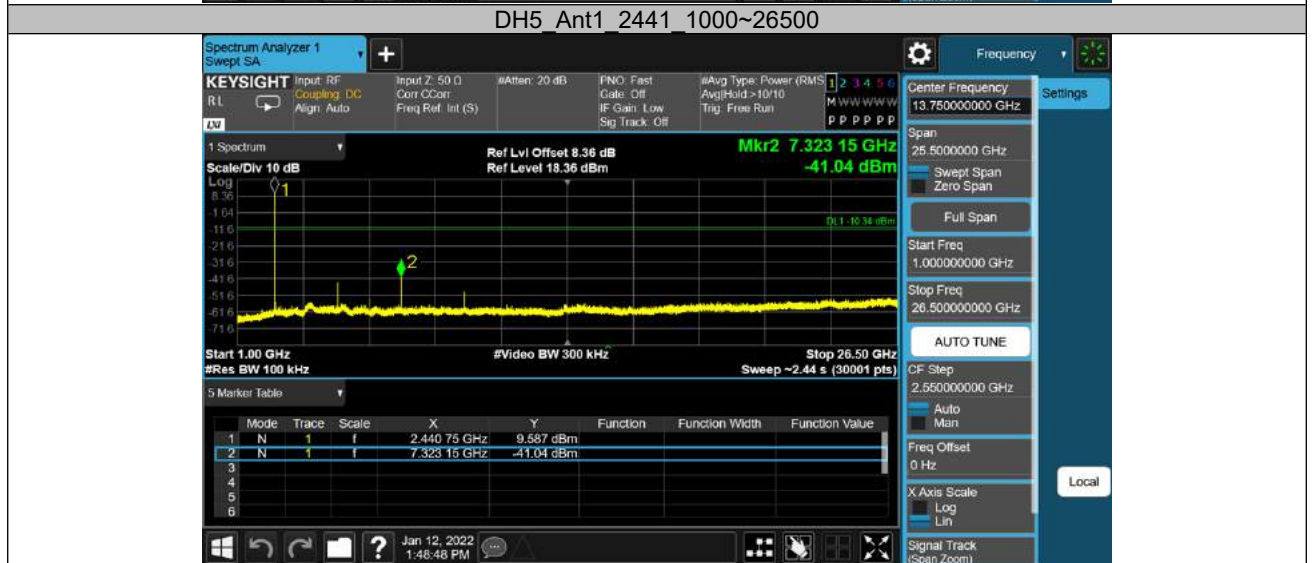 DH5_Ant1_2441_1000~26500
Spectrum Analyzer 1
Swept SA
Frequency
KEYSIGHT
RL
LXI
Input: RF
Coupling: DC
Align: Auto
Input Z: 50 Ω
Corr CCorr
Freq Ref: Int (S)
#Atten: 20 dB
PNO: Fast
Gate: Off
IF Gain: Low
Sig Track: Off
#Avg Type: Power (RMS
Avg|Hold:>10/10
Trig: Free Run
1 2 3 4 5 6
M W W W W W
P P P P P P
1 Spectrum
Scale/Div 10 dB
Ref Lvl Offset 8.36 dB
Ref Level 18.36 dBm
Mkr2 7.323 15 GHz
-41.04 dBm
Log
8.36
-1.64
-11.6
-21.6
-31.6
-41.6
-51.6
-61.6
-71.6
1
2
DL1 -10.34 dBm
Start 1.00 GHz
#Res BW 100 kHz
#Video BW 300 kHz
Stop 26.50 GHz
Sweep ~2.44 s (30001 pts)
5 Marker Table
Mode Trace Scale X Y Function Function Width Function Value
1 N 1 f 2.440 75 GHz 9.587 dBm
2 N 1 f 7.323 15 GHz -41.04 dBm
3
4
5
6
Jan 12, 2022
1:48:48 PM
Center Frequency
13.750000000 GHz
Settings
Span
25.5000000 GHz
Swept Span
Zero Span
Full Span
Start Freq
1.000000000 GHz
Stop Freq
26.500000000 GHz
AUTO TUNE
CF Step
2.550000000 GHz
Auto
Man
Freq Offset
0 Hz
X Axis Scale
Log
Lin
Signal Track
(Span Zoom)
Local